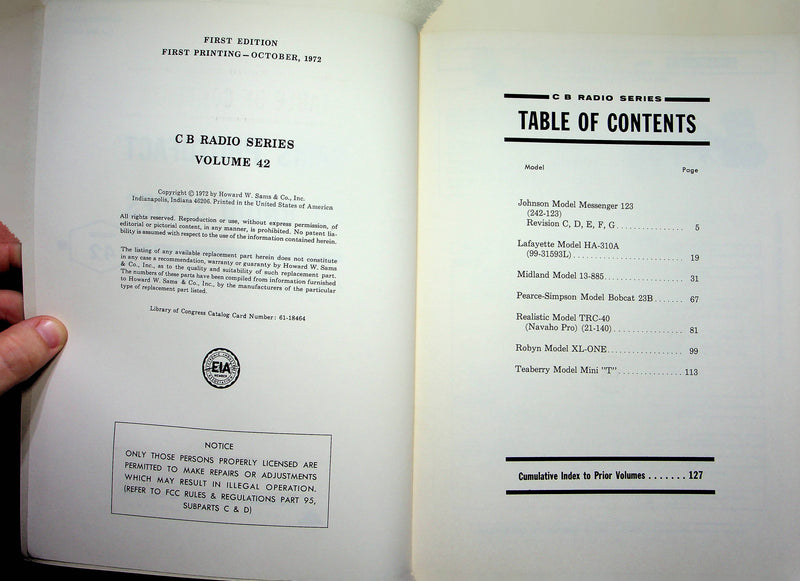 FIRST EDITION
FIRST PRINTING—OCTOBER, 1972
C B RADIO SERIES
VOLUME 42
Copyright © 1972 by Howard W. Sams & Co., Inc.
Indianapolis, Indiana 46206. Printed in the United States of America
All rights reserved. Reproduction or use, without express permission, of
editorial or pictorial content, in any manner, is prohibited. No patent lia-
bility is assumed with respect to the use of the information contained herein.
The listing of any available replacement part herein does not constitute
in any case a recommendation, warranty or guaranty by Howard W. Sams
& Co., Inc., as to the quality and suitability of such replacement part.
The numbers of these parts have been compiled from information furnished
to Howard W. Sams & Co., Inc., by the manufacturers of the particular
type of replacement part listed.
Library of Congress Catalog Card Number: 61-18464
EIA
MEMBER
NOTICE
ONLY THOSE PERSONS PROPERLY LICENSED ARE
PERMITTED TO MAKE REPAIRS OR ADJUSTMENTS
WHICH MAY RESULT IN ILLEGAL OPERATION.
(REFER TO FCC RULES & REGULATIONS PART 95,
SUBPARTS C & D)
C B RADIO SERIES
TABLE OF CONTENTS
Model Page
Johnson Model Messenger 123
(242-123)
Revision C, D, E, F, G................. 5
Lafayette Model HA-310A
(99-31593L)............................ 19
Midland Model 13-885.................... 31
Pearce-Simpson Model Bobcat 23B....... 67
Realistic Model TRC-40
(Navaho Pro) (21-140).................. 81
Robyn Model XL-ONE................... 99
Teaberry Model Mini "T"................. 113
Cumulative Index to Prior Volumes ....... 127